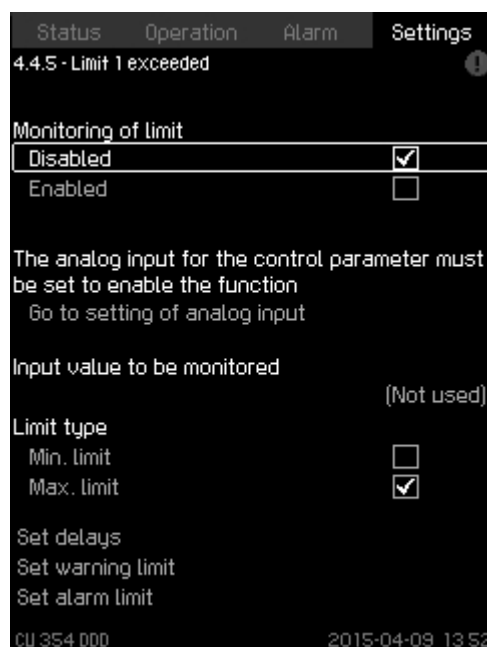 Status Operation Alarm Settings
4.4.5 - Limit 1 exceeded
Monitoring of limit
Disabled
Enabled
The analog input for the control parameter must
be set to enable the function
Go to setting of analog input
Input value to be monitored
(Not used)
Limit type
Min. limit
Max. limit
Set delays
Set warning limit
Set alarm limit
CU 354 DDD 2015-04-09 13:52